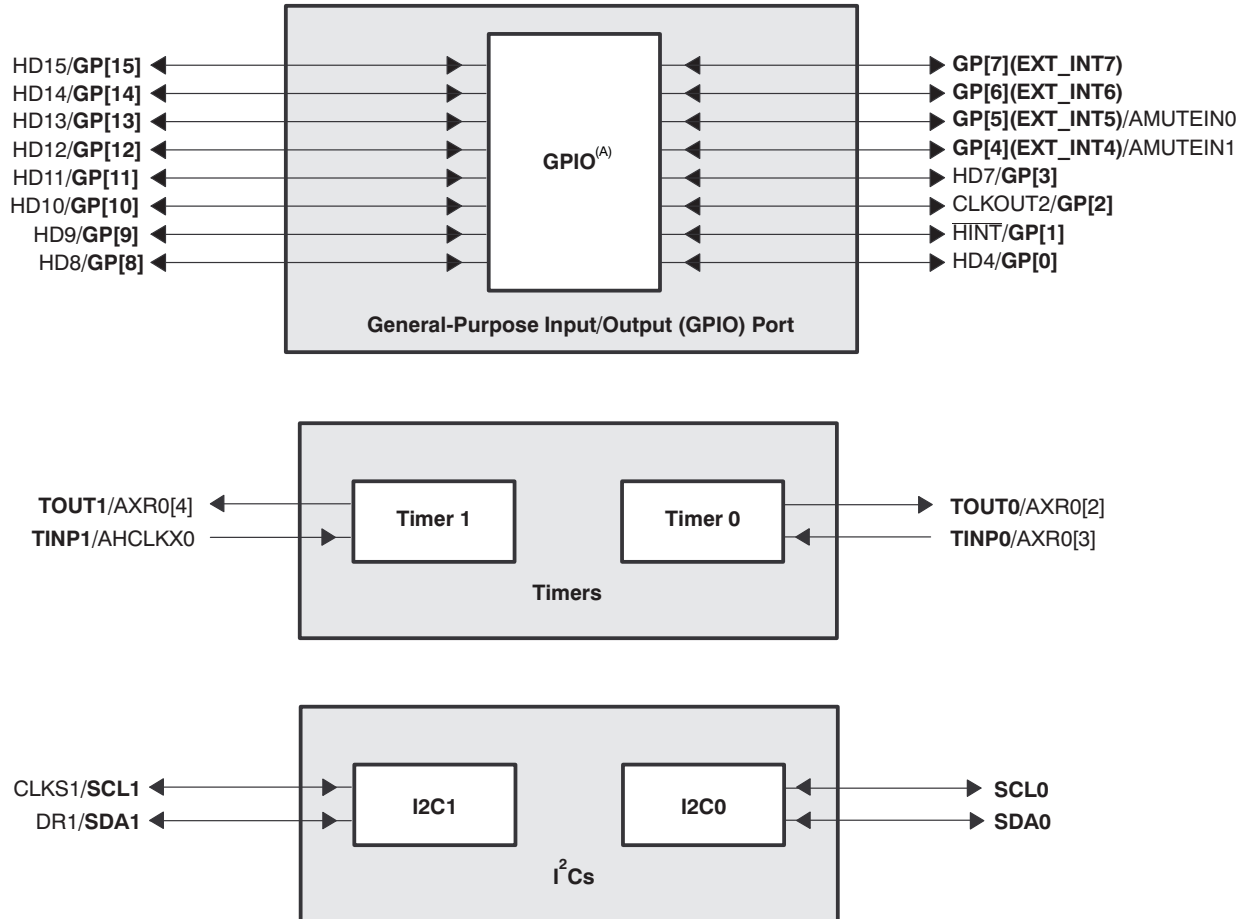 HD15/GP[15]
HD14/GP[14]
HD13/GP[13]
HD12/GP[12]
HD11/GP[11]
HD10/GP[10]
HD9/GP[9]
HD8/GP[8]
GPIO(A)
GP[7](EXT_INT7)
GP[6](EXT_INT6)
GP[5](EXT_INT5)/AMUTEIN0
GP[4](EXT_INT4)/AMUTEIN1
HD7/GP[3]
CLKOUT2/GP[2]
HINT/GP[1]
HD4/GP[0]
General-Purpose Input/Output (GPIO) Port
TOUT1/AXR0[4]
TINP1/AHCLKX0
Timer 1
Timer 0
TOUT0/AXR0[2]
TINP0/AXR0[3]
Timers
CLKS1/SCL1
DR1/SDA1
I2C1
I2C0
SCL0
SDA0
I²Cs